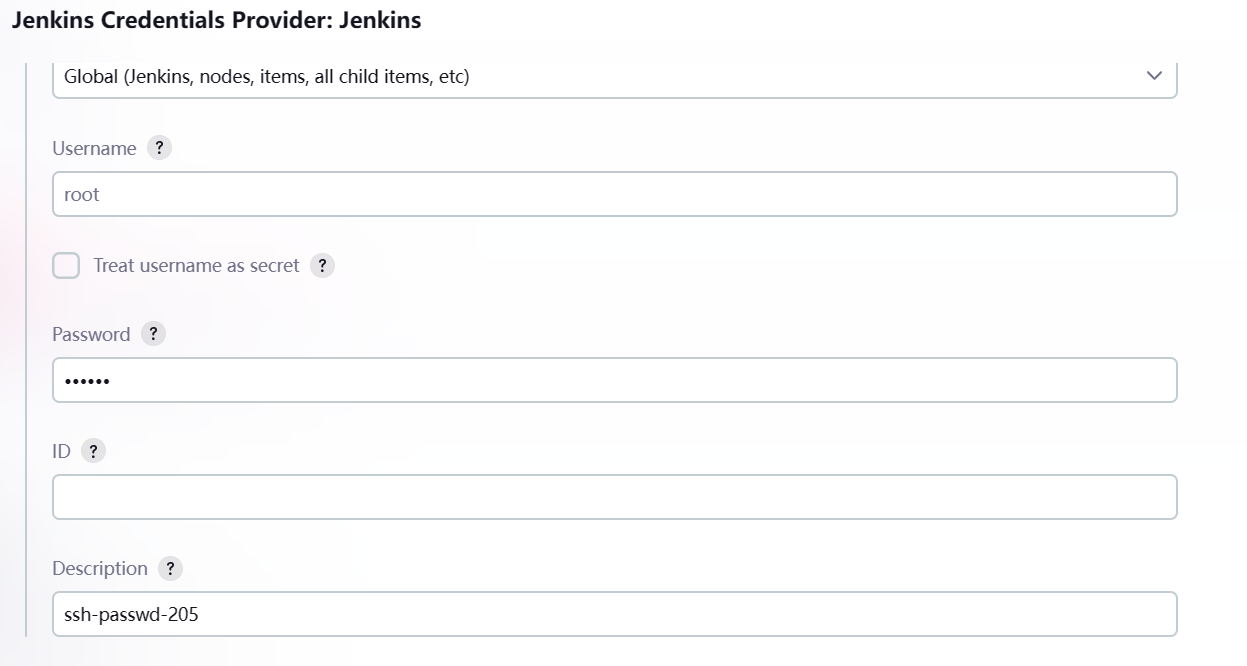 Jenkins Credentials Provider: Jenkins
Global (Jenkins, nodes, items, all child items, etc)
Username ?
root
Treat username as secret ?
Password ?
••••••
ID ?
Description ?
ssh-passwd-205